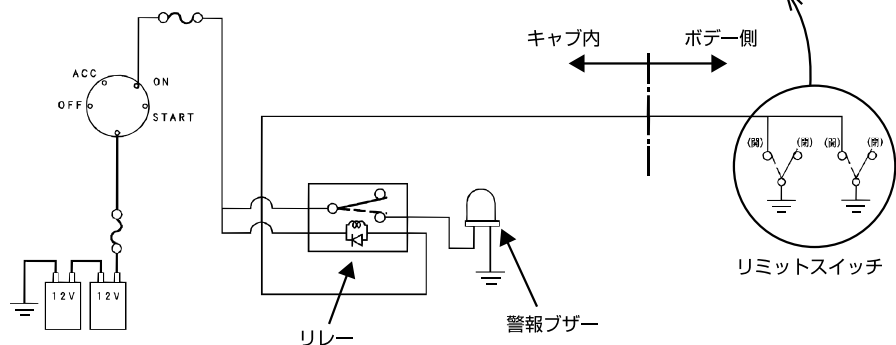 キャブ内
ボデー側
ACC
ON
OFF
START
(開)
(閉)
(開)
(閉)
12V
12V
リミットスイッチ
リレー
警報ブザー